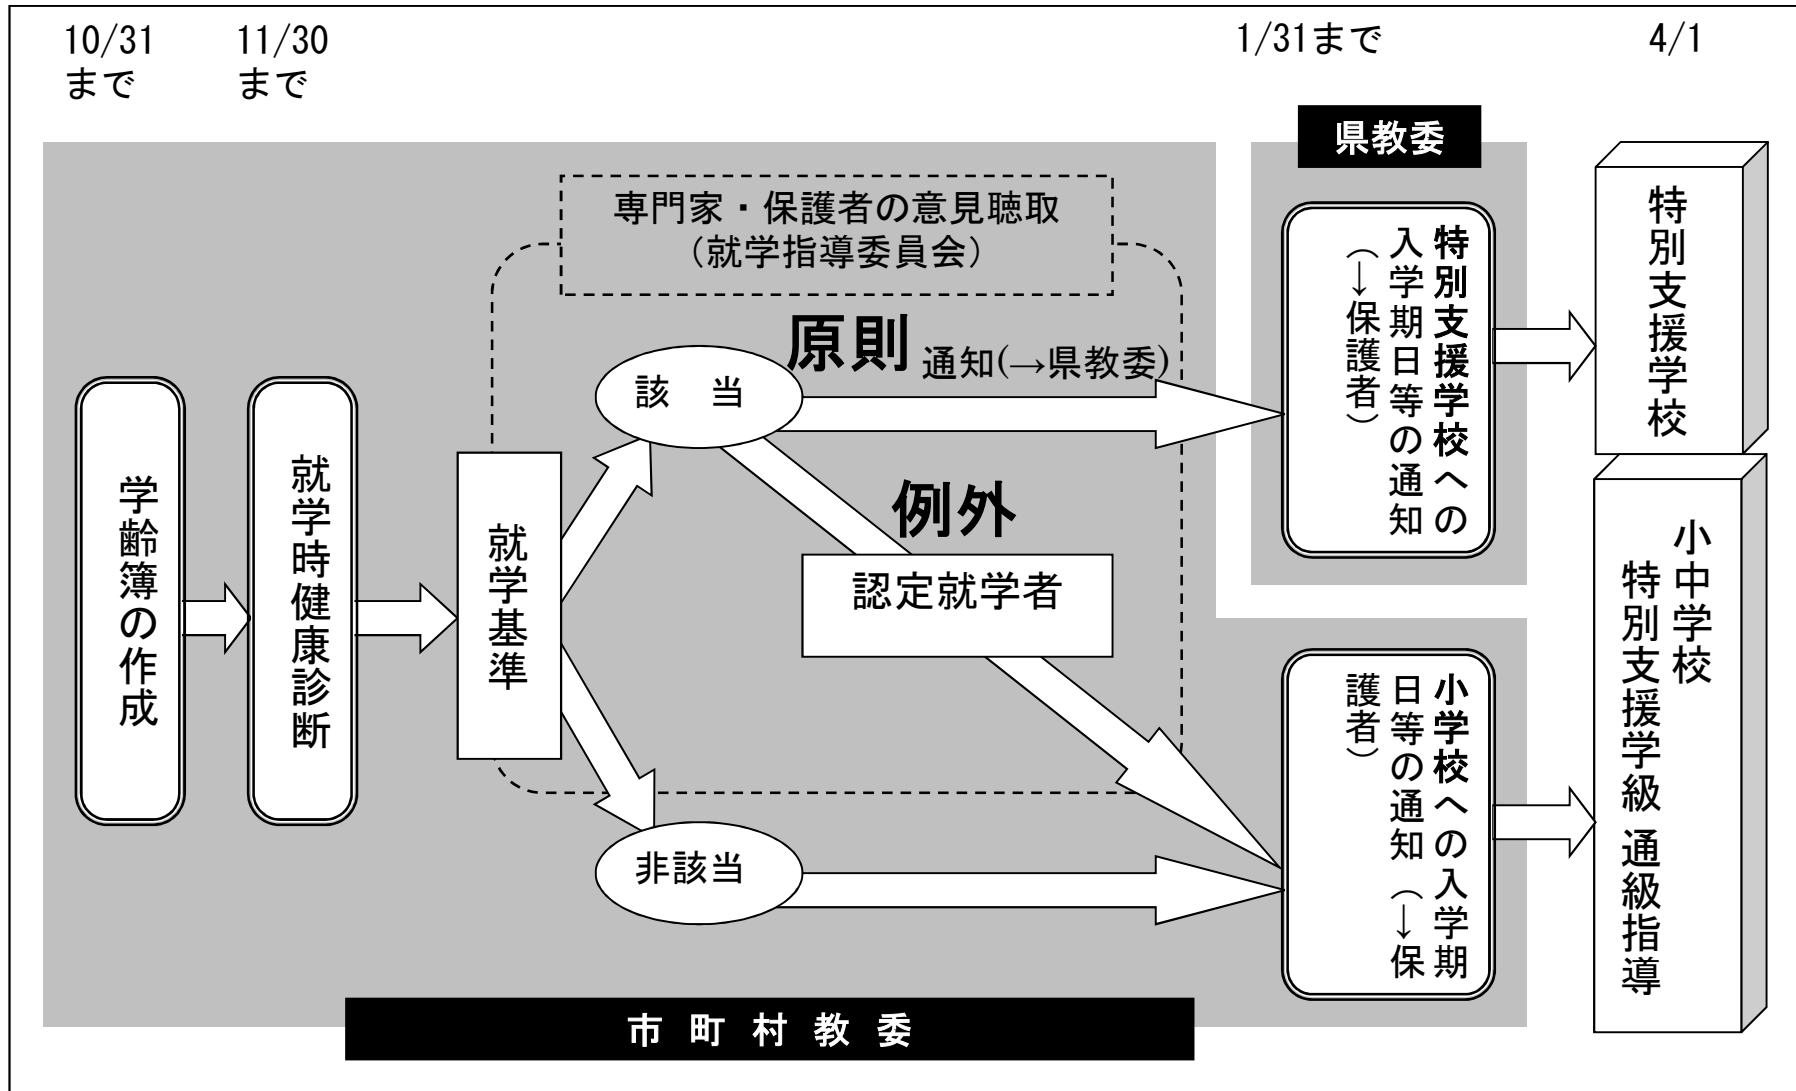 10/31
まで
11/30
まで
1/31まで
4/1
県教委
専門家・保護者の意見聴取
（就学指導委員会）
原則
通知(→県教委)
該　当
例外
認定就学者
非該当
学齢簿の作成
就学時健康診断
就学基準
特別支援学校への
入学期日等の通知
（→保護者）
小学校への入学期
日等の通知　（→保
護者）
特別支援学校
小中学校
特別支援学級 通級指導
市 町 村 教 委